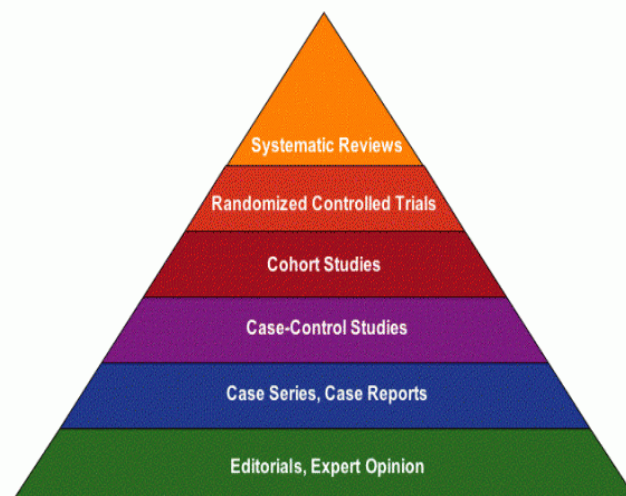 Systematic Reviews
Randomized Controlled Trials
Cohort Studies
Case-Control Studies
Case Series, Case Reports
Editorials, Expert Opinion